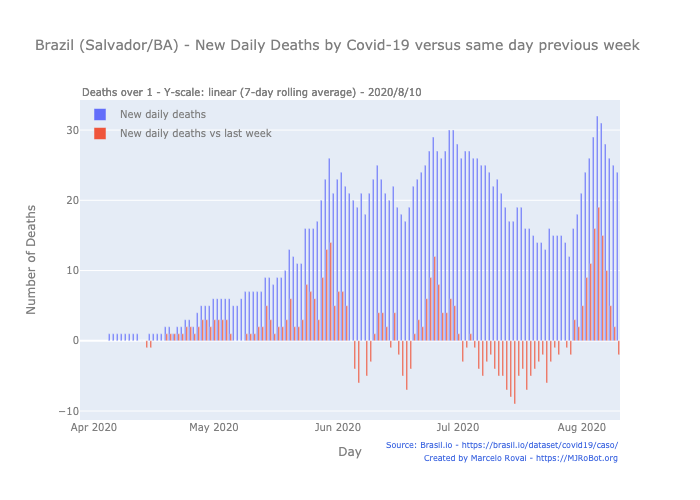 Brazil (Salvador/BA) - New Daily Deaths by Covid-19 versus same day previous week
Deaths over 1 - Y-scale: linear (7-day rolling average) - 2020/8/10
New daily deaths
New daily deaths vs last week
Number of Deaths
30
20
10
0
−10
Apr 2020
May 2020
Jun 2020
Jul 2020
Aug 2020
Day
Source: Brasil.io - https://brasil.io/dataset/covid19/caso/
Created by Marcelo Rovai - https://MJRoBot.org